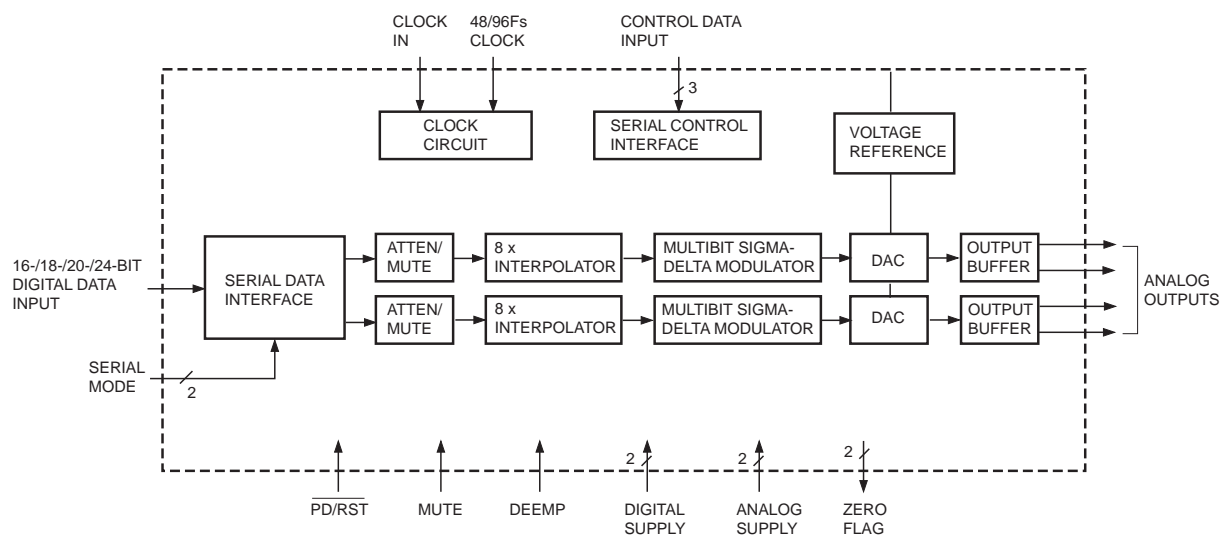 CLOCK
IN
48/96Fs
CLOCK
CONTROL DATA
INPUT
3
CLOCK
CIRCUIT
SERIAL CONTROL
INTERFACE
VOLTAGE
REFERENCE
16-/18-/20-/24-BIT
DIGITAL DATA
INPUT
SERIAL DATA
INTERFACE
ATTEN/
MUTE
8 x
INTERPOLATOR
MULTIBIT SIGMA-
DELTA MODULATOR
DAC
OUTPUT
BUFFER
ATTEN/
MUTE
8 x
INTERPOLATOR
MULTIBIT SIGMA-
DELTA MODULATOR
DAC
OUTPUT
BUFFER
ANALOG
OUTPUTS
SERIAL
MODE
2
2
2
2
PD/RST
MUTE
DEEMP
DIGITAL
SUPPLY
ANALOG
SUPPLY
ZERO
FLAG